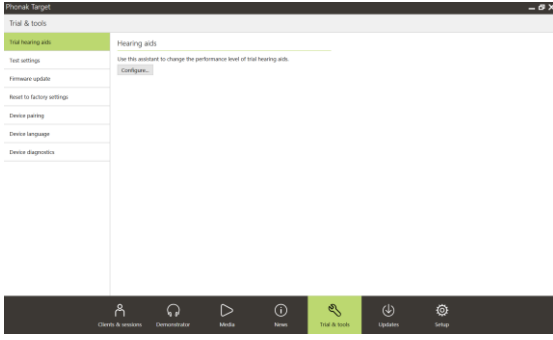 Phonak Target
Trial & tools
Trial hearing aids
Hearing aids
Test settings
Use this assistant to change the performance level of trial hearing aids.
Configure...
Firmware update
Reset to factory settings
Device pairing
Device language
Device diagnostics
Clients & sessions
Demonstrator
Media
News
Trial & tools
Updates
Setup